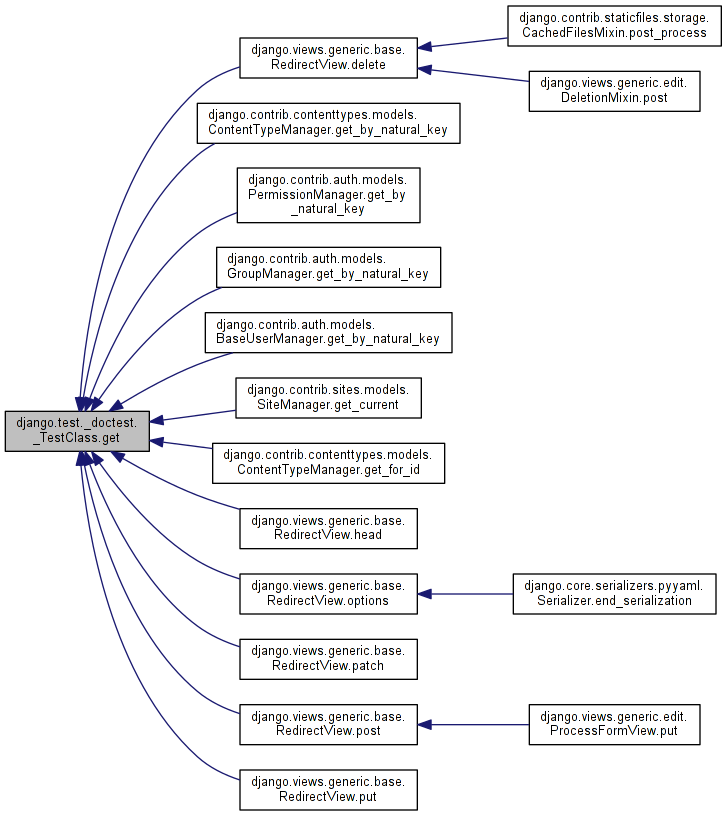 django.contrib.staticfiles.storage.
CachedFilesMixin.post_process
django.views.generic.base.
RedirectView.delete
django.views.generic.edit.
DeletionMixin.post
django.contrib.contenttypes.models.
ContentTypeManager.get_by_natural_key
django.contrib.auth.models.
PermissionManager.get_by
_natural_key
django.contrib.auth.models.
GroupManager.get_by_natural_key
django.contrib.auth.models.
BaseUserManager.get_by_natural_key
django.contrib.sites.models.
SiteManager.get_current
django.test._doctest.
_TestClass.get
django.contrib.contenttypes.models.
ContentTypeManager.get_for_id
django.views.generic.base.
RedirectView.head
django.views.generic.base.
RedirectView.options
django.core.serializers.pyyaml.
Serializer.end_serialization
django.views.generic.base.
RedirectView.patch
django.views.generic.base.
RedirectView.post
django.views.generic.edit.
ProcessFormView.put
django.views.generic.base.
RedirectView.put